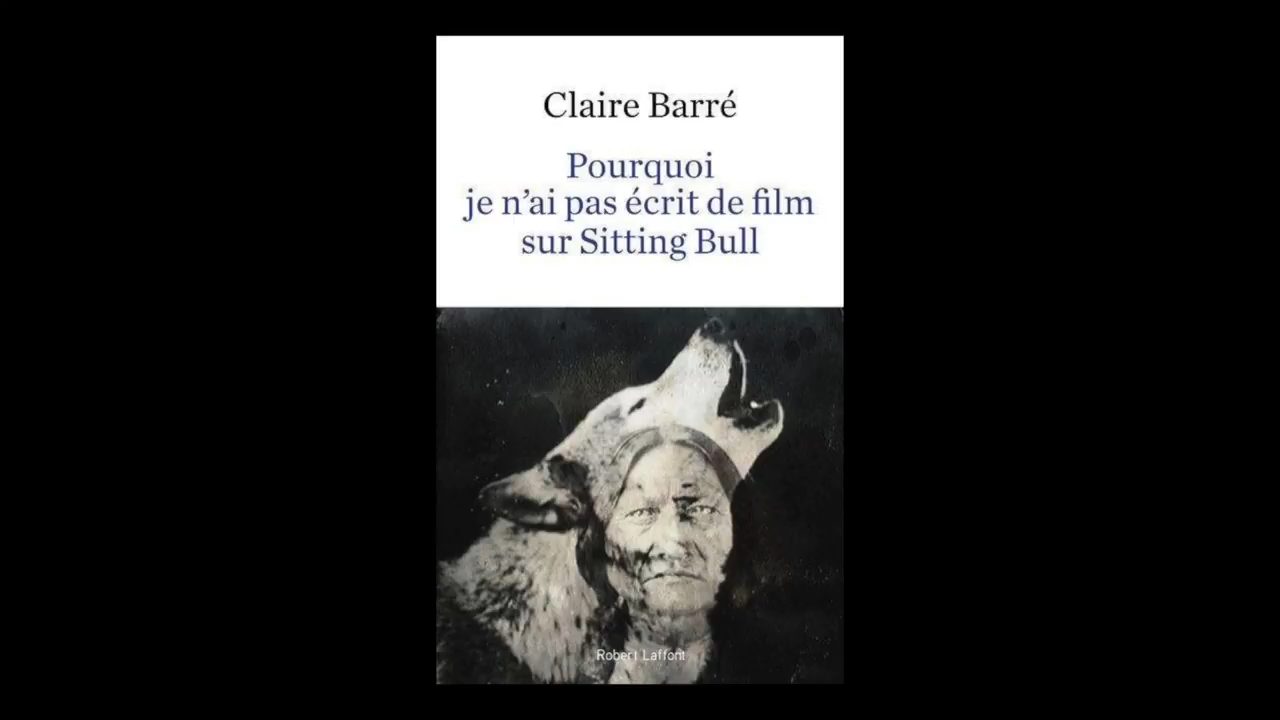 Claire Barré
Pourquoi
je n’ai pas écrit de film
sur Sitting Bull
Robert Laffont